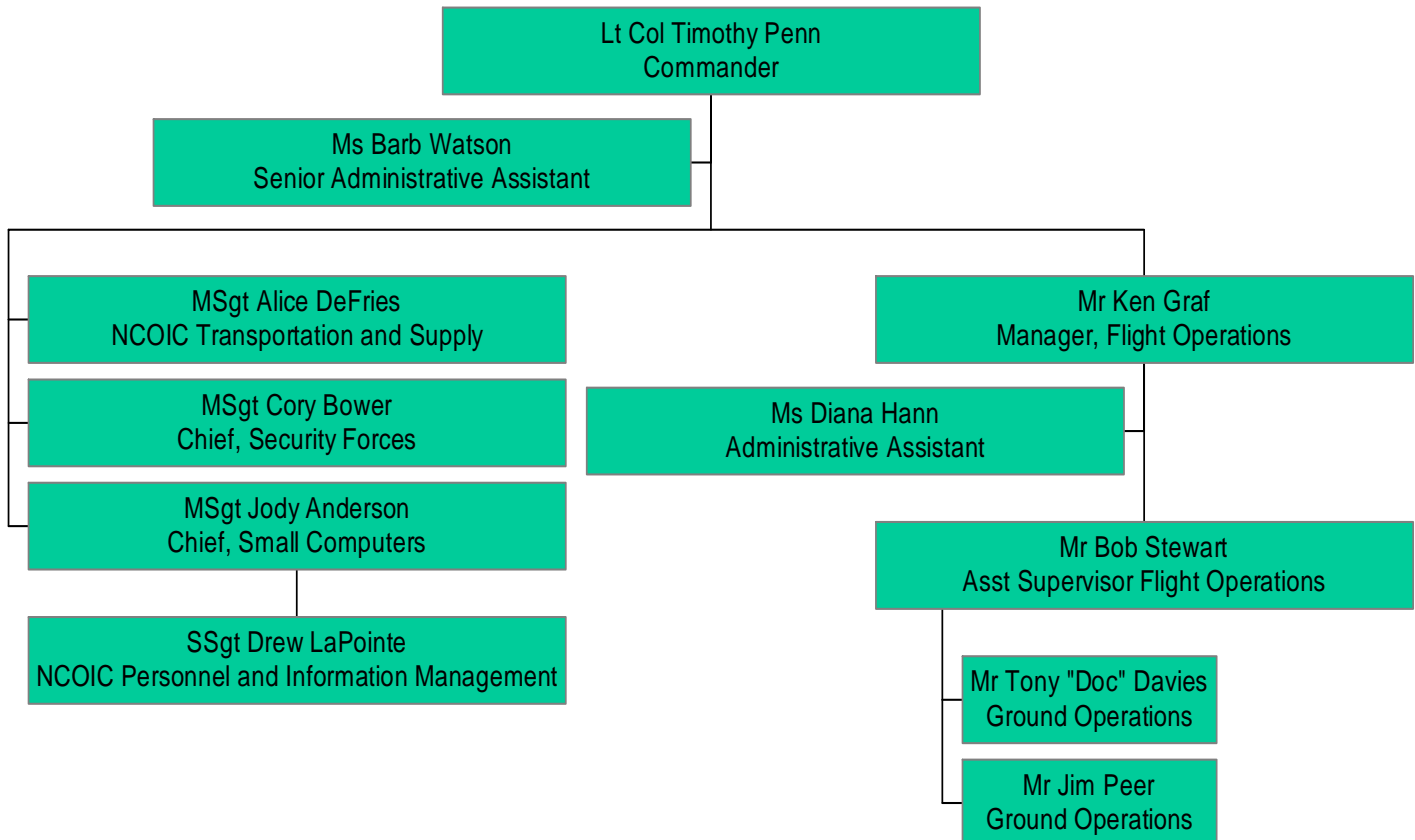 Lt Col Timothy Penn
Commander
Ms Barb Watson
Senior Administrative Assistant
MSgt Alice DeFries
NCOIC Transportation and Supply
MSgt Cory Bower
Chief, Security Forces
MSgt Jody Anderson
Chief, Small Computers
SSgt Drew LaPointe
NCOIC Personnel and Information Management
Mr Ken Graf
Manager, Flight Operations
Ms Diana Hann
Administrative Assistant
Mr Bob Stewart
Asst Supervisor Flight Operations
Mr Tony "Doc" Davies
Ground Operations
Mr Jim Peer
Ground Operations